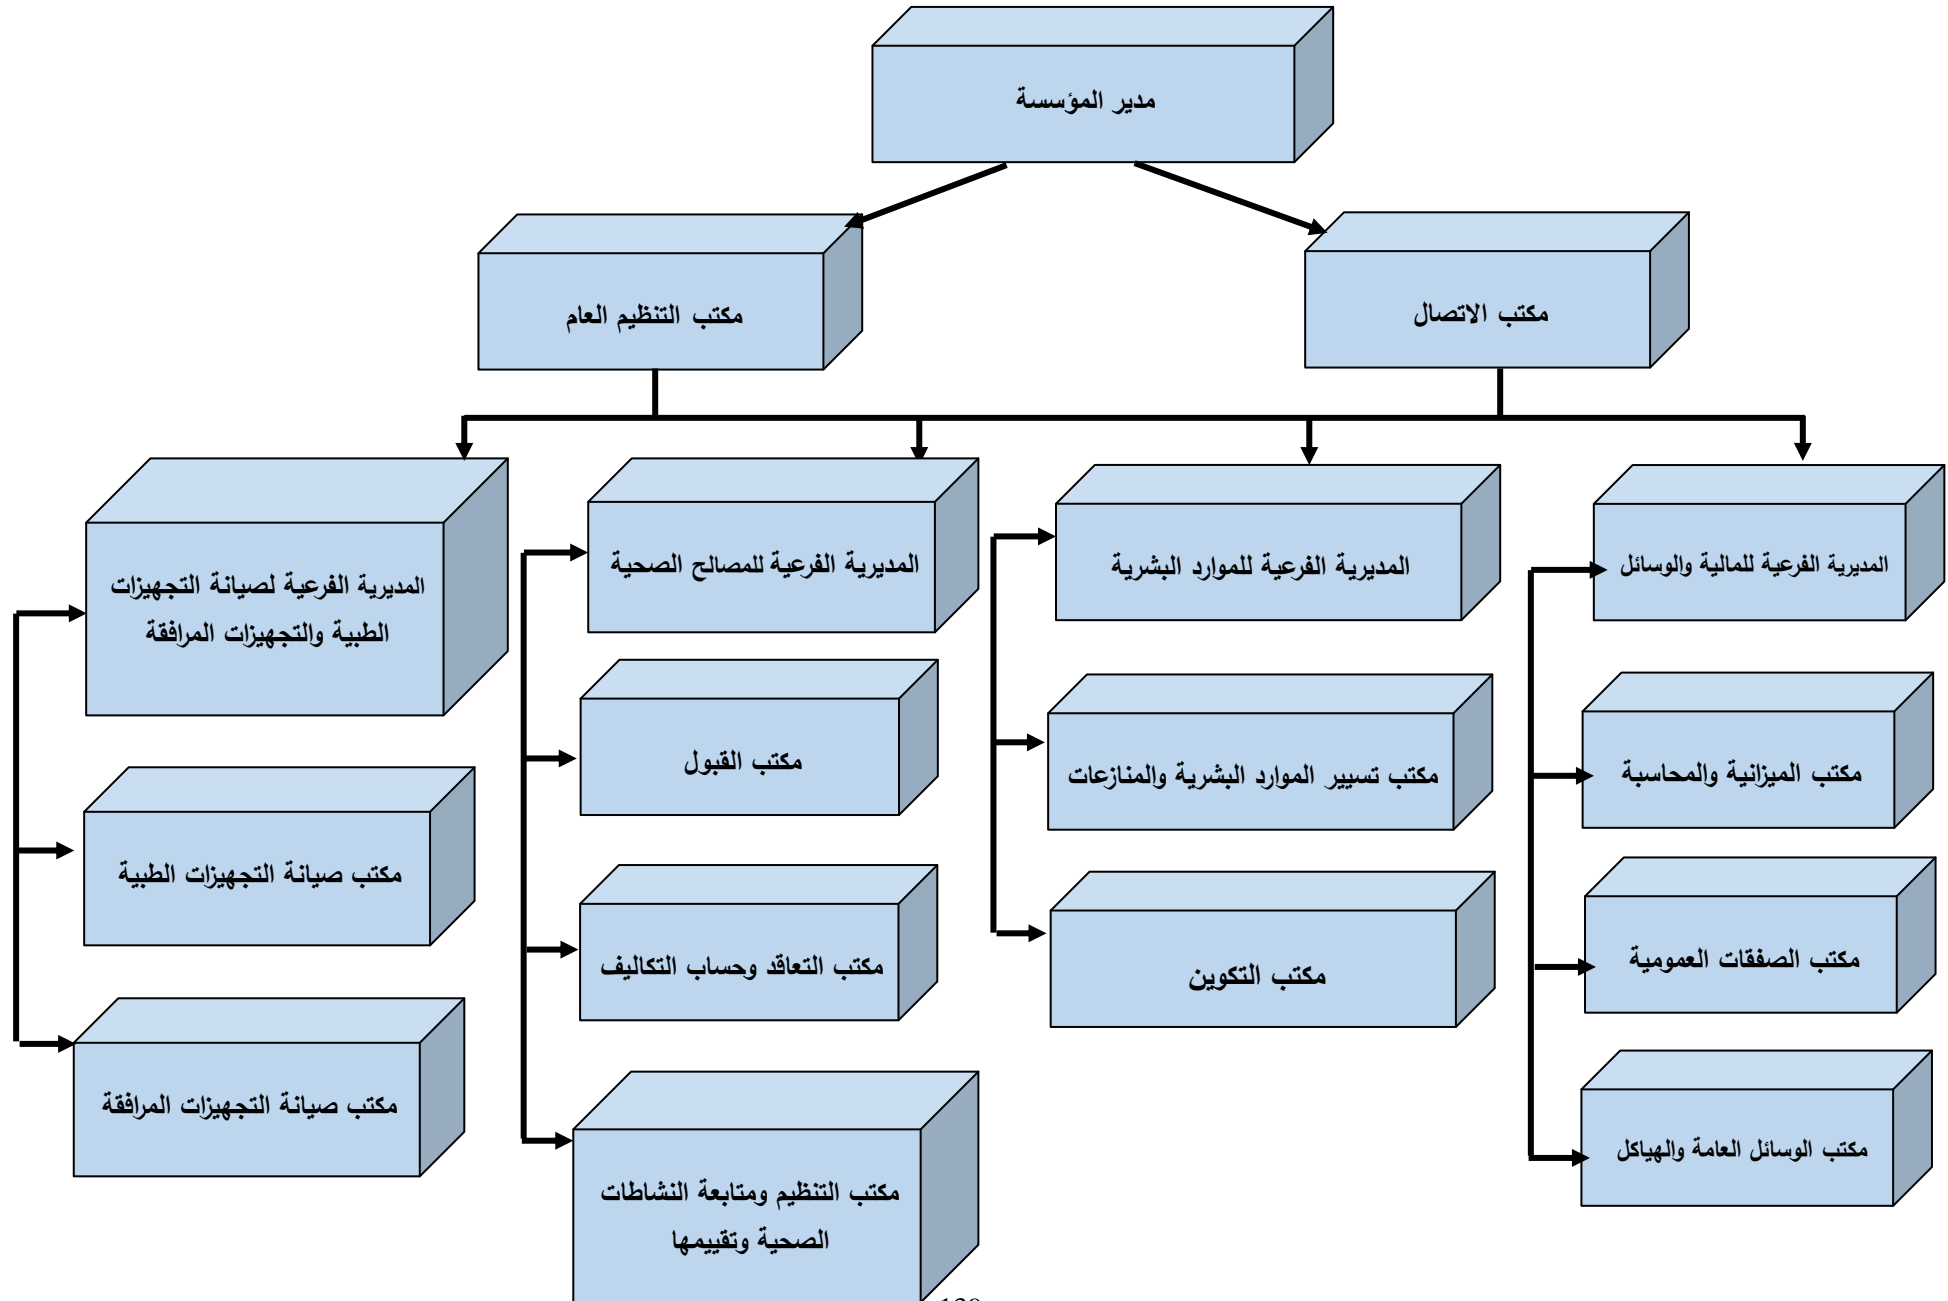 مدير المؤسسة
مكتب الاتصال
مكتب التنظيم العام
المديرية الفرعية للمالية والوسائل
مكتب الميزانية والمحاسبة
مكتب الصفقات العمومية
مكتب الوسائل العامة والهياكل
المديرية الفرعية للموارد البشرية
مكتب تسيير الموارد البشرية والمنازعات
مكتب التكوين
المديرية الفرعية للمصالح الصحية
مكتب القبول
مكتب التعاقد وحساب التكاليف
مكتب التنظيم ومتابعة النشاطات
الصحية وتقييمها
المديرية الفرعية لصيانة التجهيزات
الطبية والتجهيزات المرافقة
مكتب صيانة التجهيزات الطبية
مكتب صيانة التجهيزات المرافقة